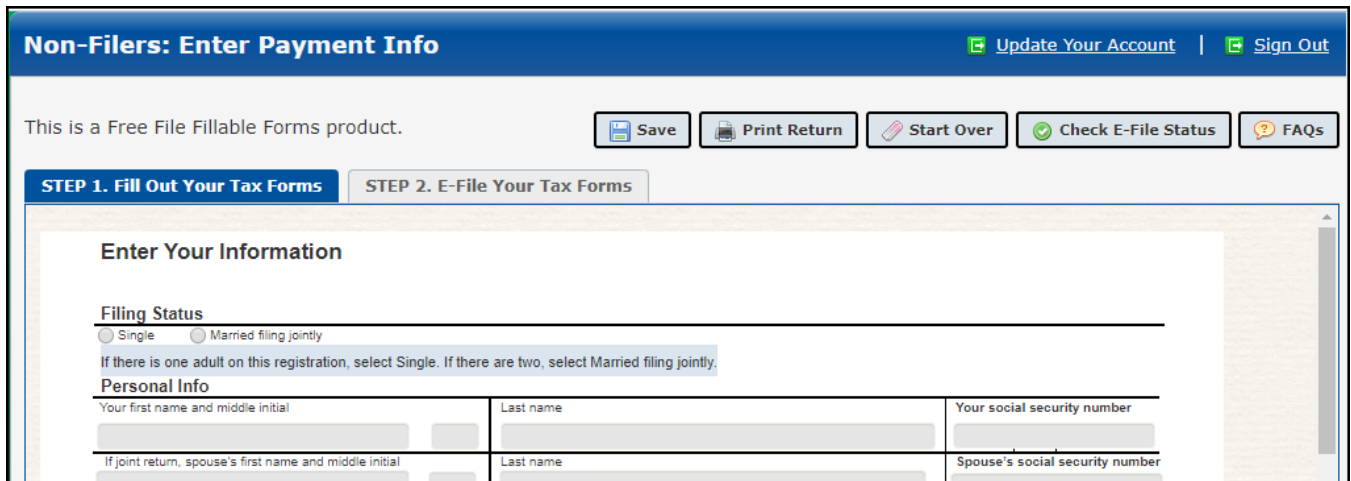 Non-Filers: Enter Payment Info Update Your Account | Sign Out
This is a Free File Fillable Forms product. Save Print Return Start Over Check E-File Status FAQs
STEP 1. Fill Out Your Tax Forms STEP 2. E-File Your Tax Forms
Enter Your Information
Filing Status
Single Married filing jointly
If there is one adult on this registration, select Single. If there are two, select Married filing jointly.
Personal Info
Your first name and middle initial Last name Your social security number
If joint return, spouse's first name and middle initial Last name Spouse's social security number